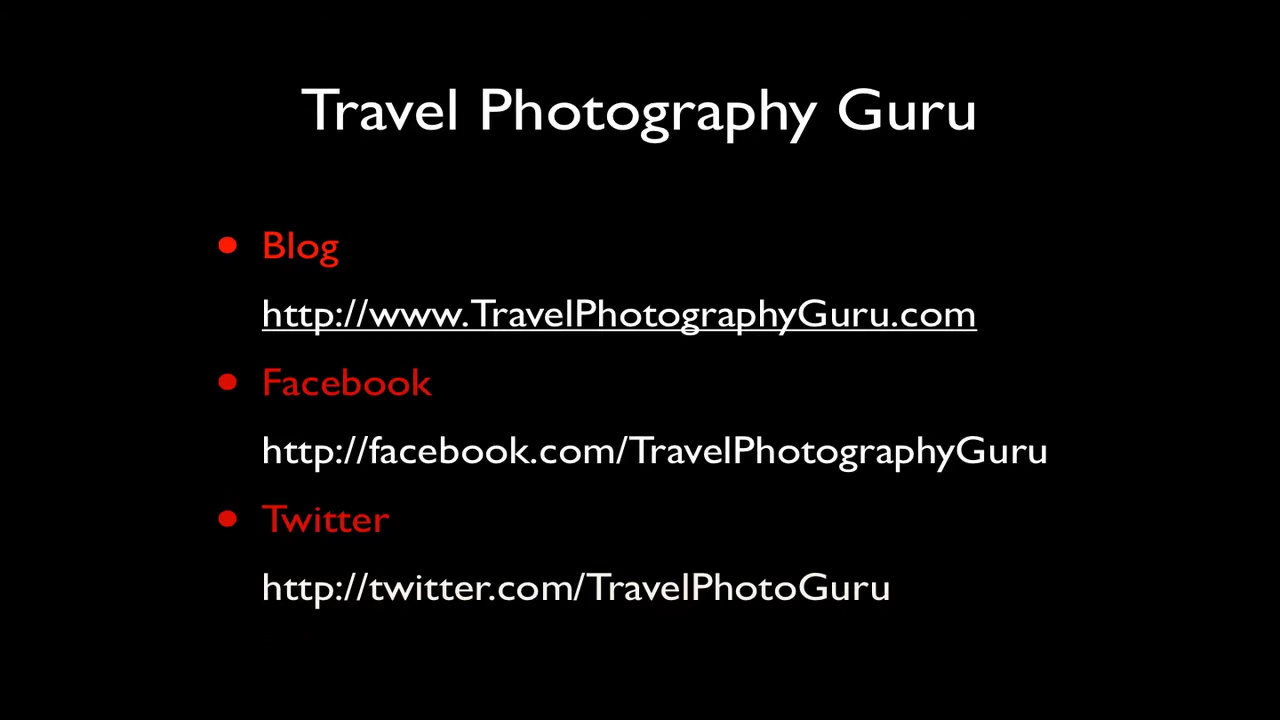 Travel Photography Guru
• Blog
http://www.TravelPhotographyGuru.com
• Facebook
http://facebook.com/TravelPhotographyGuru
• Twitter
http://twitter.com/TravelPhotoGuru